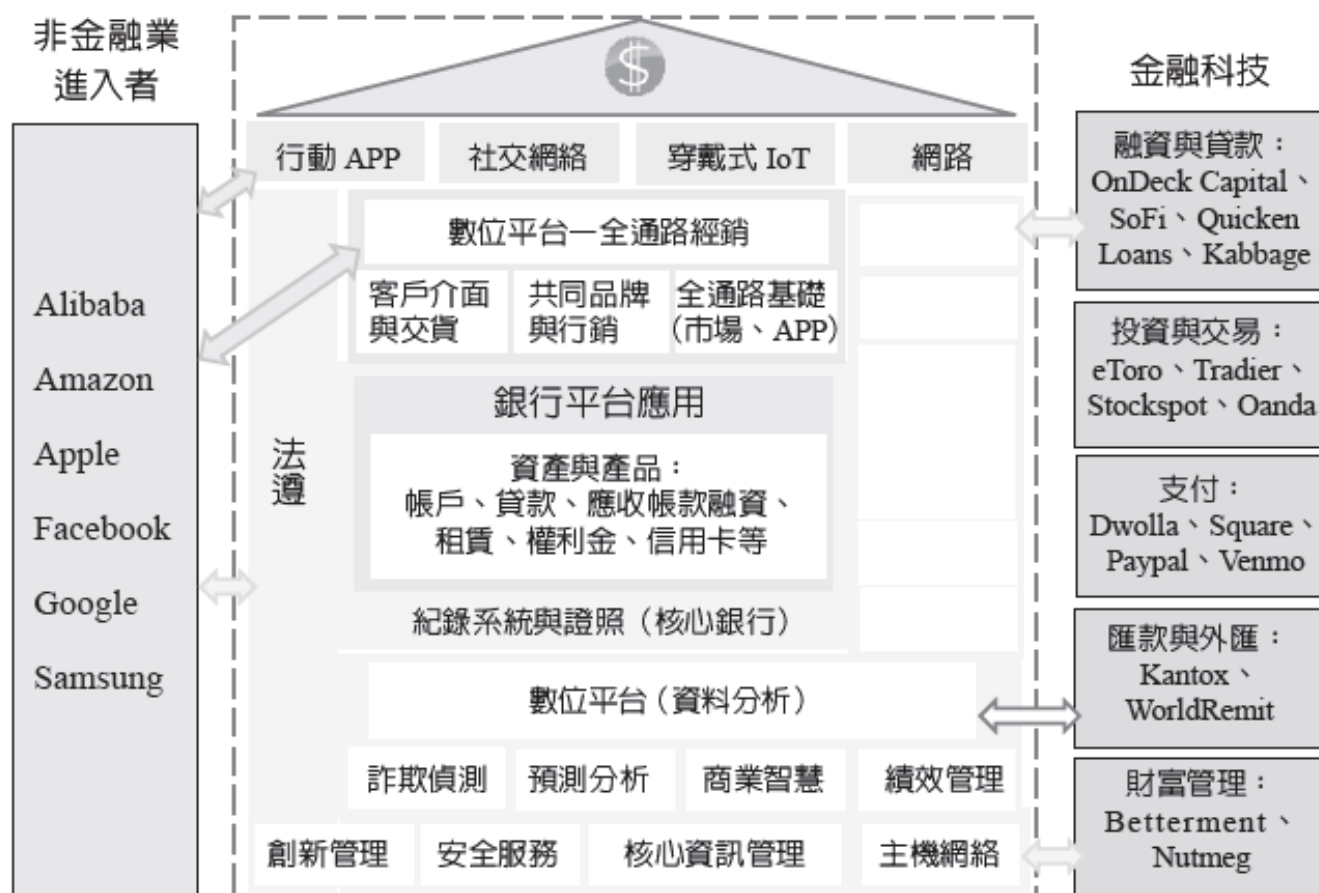 非金融業
進入者
Alibaba
Amazon
Apple
Facebook
Google
Samsung
$
行動 APP
社交網絡
穿戴式 IoT
網路
數位平台—全通路經銷
客戶介面
與交貨
共同品牌
與行銷
全通路基礎
(市場、APP)
法遵
銀行平台應用
資產與產品：
帳戶、貸款、應收帳款融資、
租賃、權利金、信用卡等
紀錄系統與證照（核心銀行）
數位平台（資料分析）
詐欺偵測
預測分析
商業智慧
績效管理
創新管理
安全服務
核心資訊管理
主機網絡
金融科技
融資與貸款：
OnDeck Capital、
SoFi、Quicken
Loans、Kabbage
投資與交易：
eToro、Tradier、
Stockspot、Oanda
支付：
Dwolla、Square、
Paypal、Venmo
匯款與外匯：
Kantox、
WorldRemit
財富管理：
Betterment、
Nutmeg